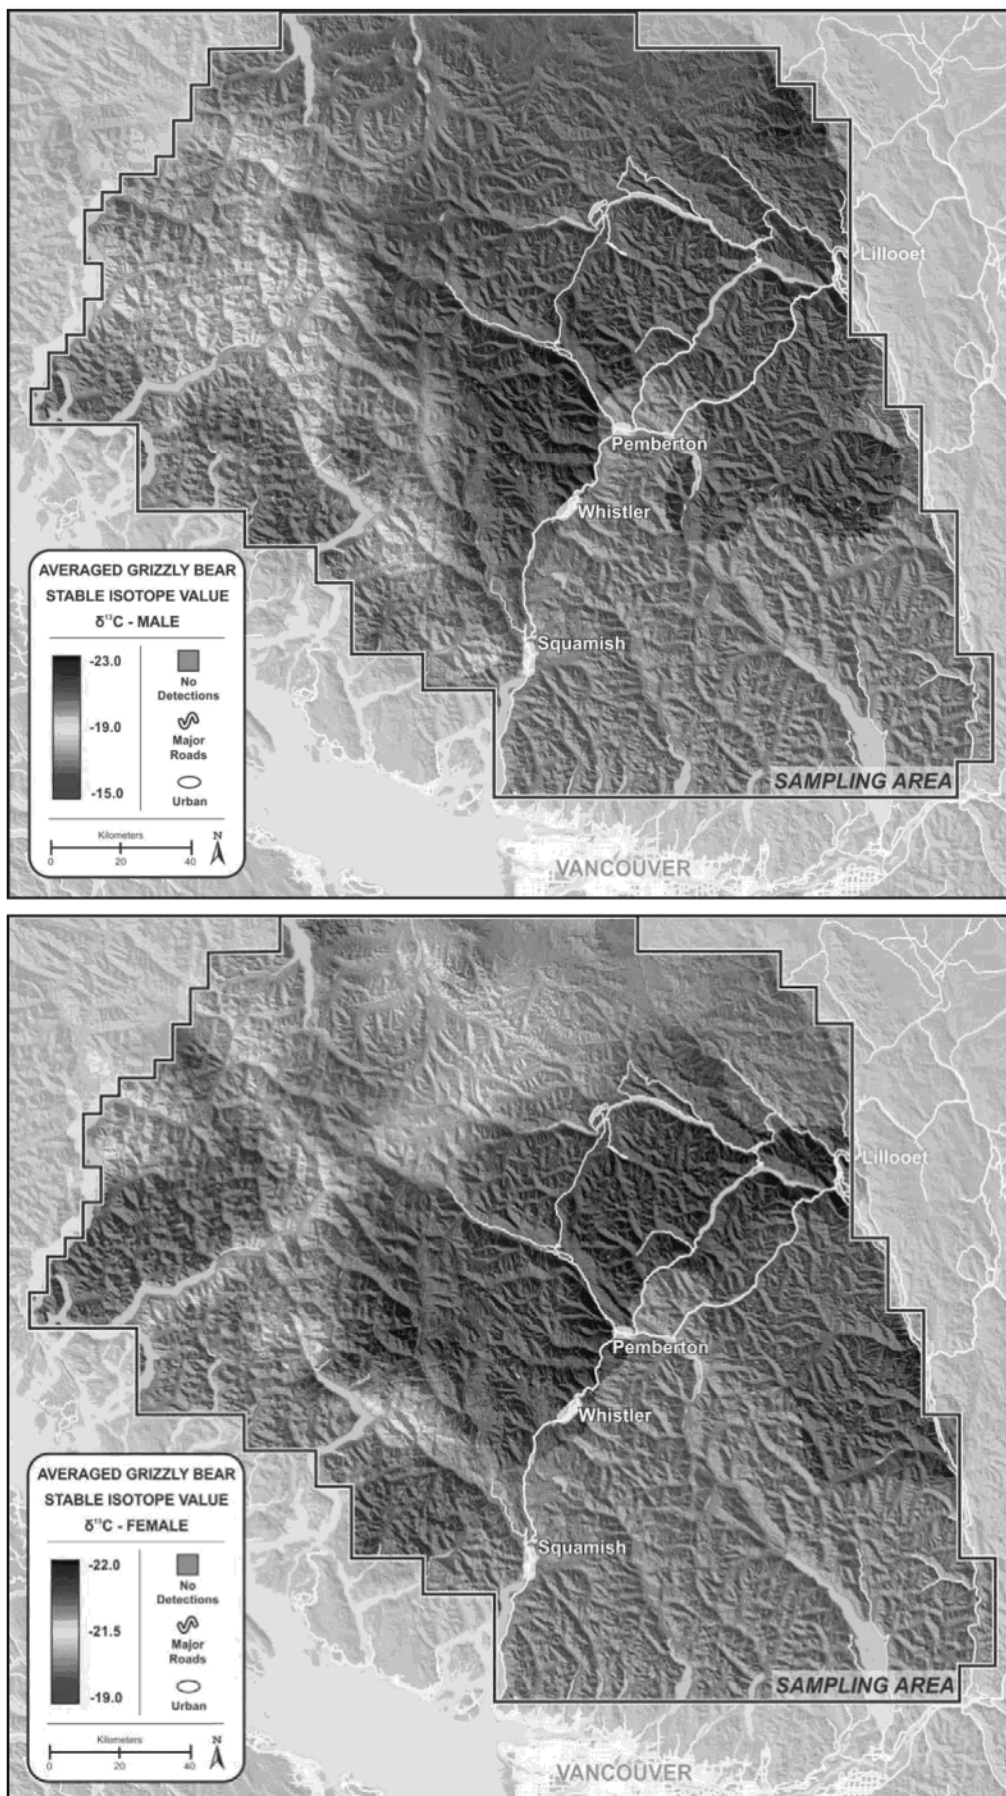 Lillooet
Pemberton
Whistler
AVERAGED GRIZZLY BEAR
STABLE ISOTOPE VALUE
δ¹³C - MALE
-23.0
-19.0
-15.0
No
Detections
Major
Roads
Urban
Kilometers
0 20 40
N
Squamish
SAMPLING AREA
VANCOUVER
Lillooet
Pemberton
Whistler
AVERAGED GRIZZLY BEAR
STABLE ISOTOPE VALUE
δ¹³C - FEMALE
-22.0
-21.5
-19.0
No
Detections
Major
Roads
Urban
Kilometers
0 20 40
N
Squamish
SAMPLING AREA
VANCOUVER